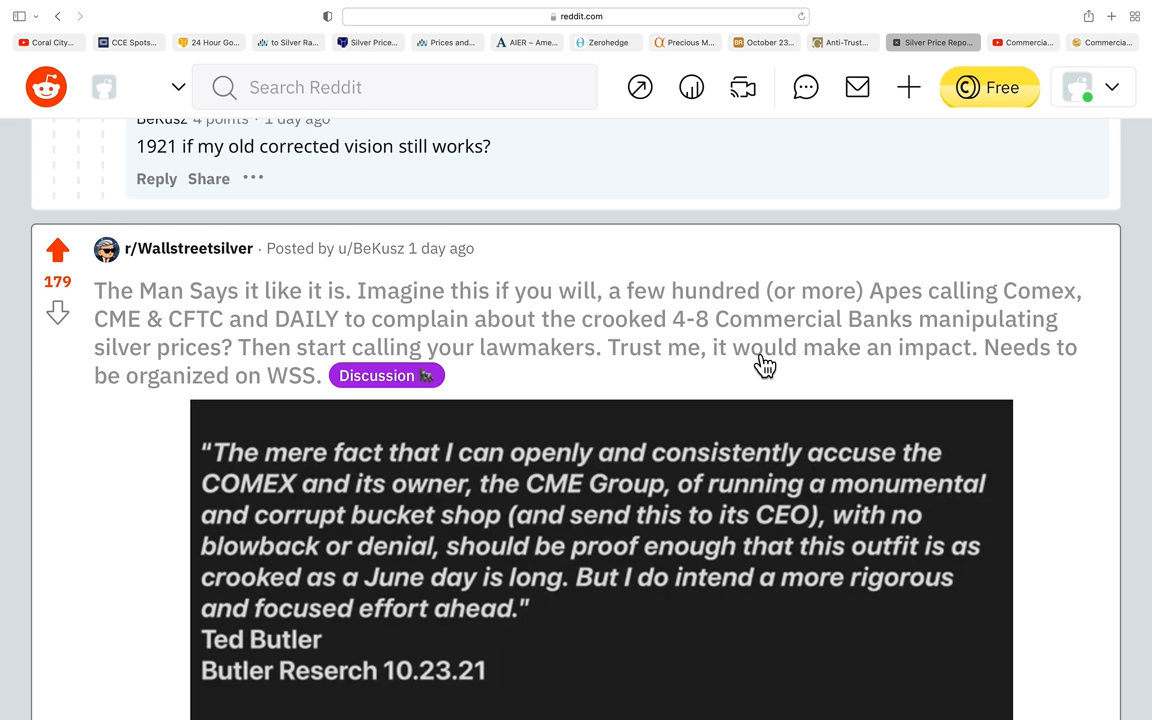 reddit.com
Coral City...
CCE Spots...
24 Hour Go...
to Silver Ra...
Silver Price...
Prices and...
AIER – Ame...
Zerohedge
Precious M...
October 23...
Anti-Trust...
Silver Price Repo...
Commercia...
Commercia...
Search Reddit
Free
BeKusz 4 points · 1 day ago
1921 if my old corrected vision still works?
Reply Share ···
r/Wallstreetsilver · Posted by u/BeKusz 1 day ago
179
The Man Says it like it is. Imagine this if you will, a few hundred (or more) Apes calling Comex,
CME & CFTC and DAILY to complain about the crooked 4-8 Commercial Banks manipulating
silver prices? Then start calling your lawmakers. Trust me, it would make an impact. Needs to
be organized on WSS. Discussion 🦍
"The mere fact that I can openly and consistently accuse the
COMEX and its owner, the CME Group, of running a monumental
and corrupt bucket shop (and send this to its CEO), with no
blowback or denial, should be proof enough that this outfit is as
crooked as a June day is long. But I do intend a more rigorous
and focused effort ahead."
Ted Butler
Butler Reserch 10.23.21